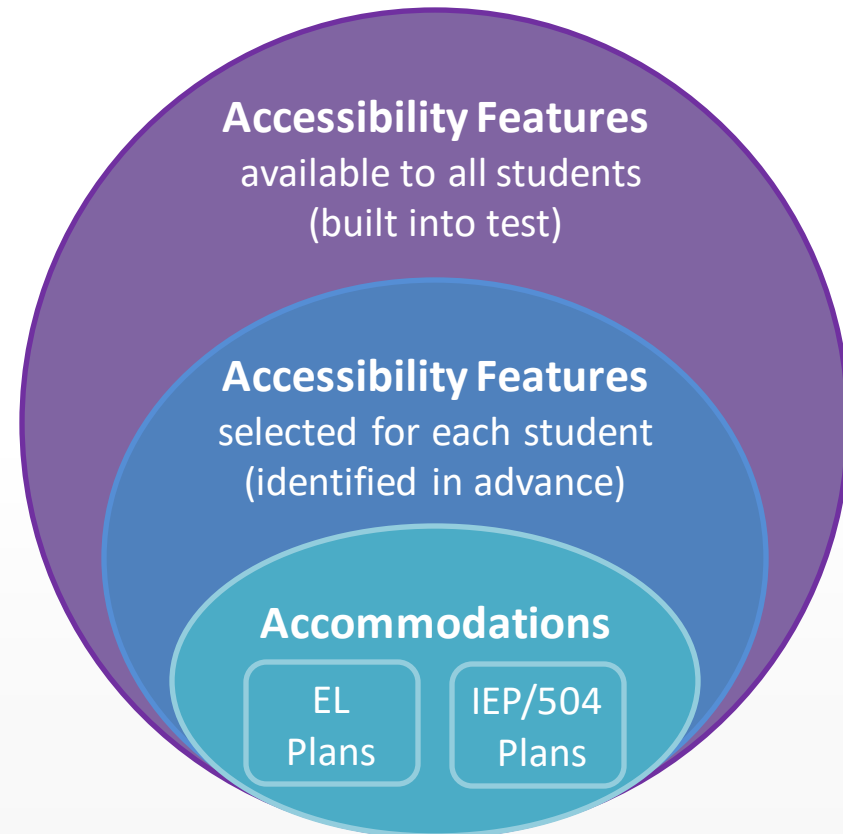 Accessibility Features
available to all students
(built into test)
Accessibility Features
selected for each student
(identified in advance)
Accommodations
EL
Plans
IEP/504
Plans